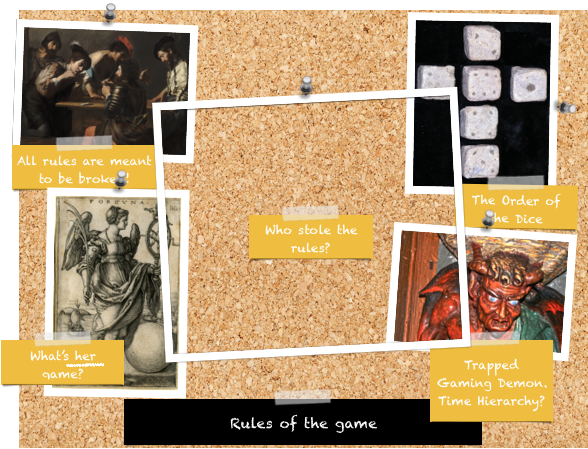 All rules are meant
to be broken!
The Order of
the Dice
FORTVNA
Who stole the
rules?
What's her
game?
Trapped
Gaming Demon.
Time Hierarchy?
Rules of the game